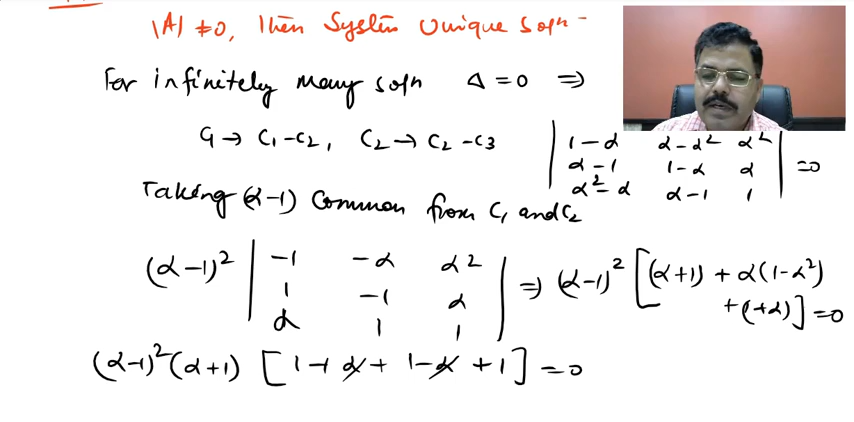 |A| ≠0, Then System Unique Soln -
For infinitely many soln Δ = 0 ⇒
C₁ → C₁-C₂, C₂ → C₂-C₃ | 1-α α-α² α² |
| α-1 1-α α | =0
| α²-α α-1 1 |
Taking (α-1) Common from C₁ and C₂
(α-1)² | -1 -α α² | ⇒ (α-1)² [(α+1) + α(1-α²)
| 1 -1 α | + (1+α)] =0
| α 1 1 |
(α-1)² (α+1) [1+α + 1-α +1] =0